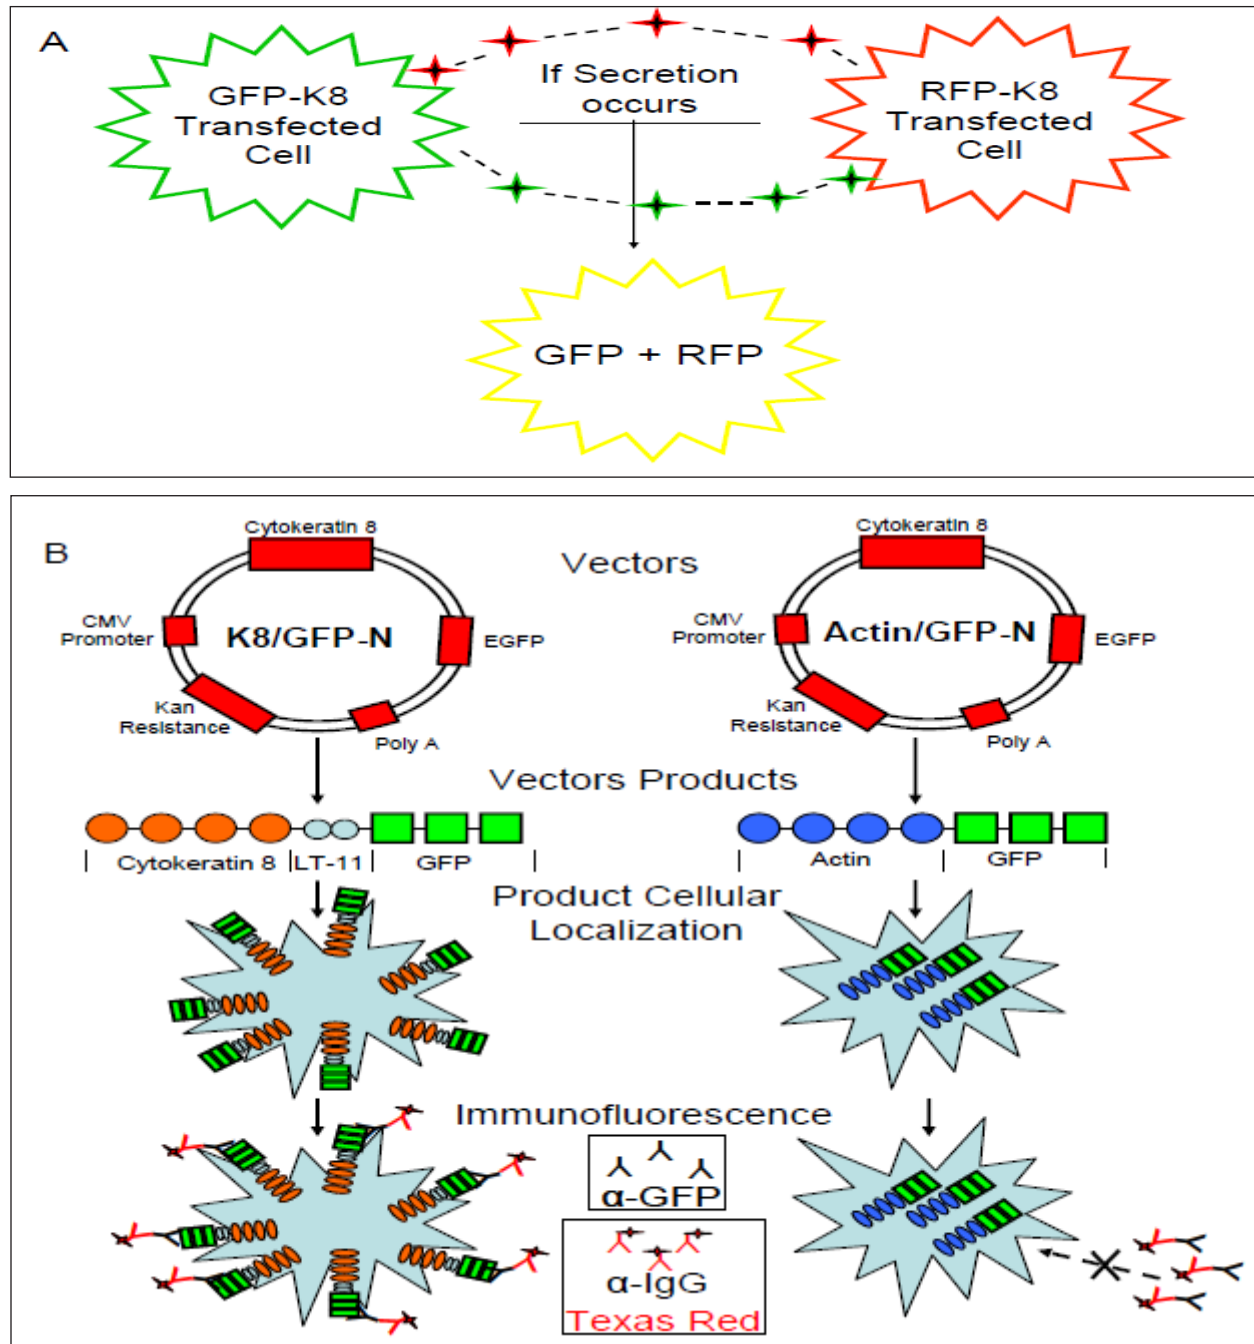 A
GFP-K8
Transfected
Cell
If Secretion
occurs
RFP-K8
Transfected
Cell
GFP + RFP
B
Vectors
Cytokeratin 8
CMV
Promoter
K8/GFP-N
EGFP
Kan
Resistance
Poly A
Cytokeratin 8
CMV
Promoter
Actin/GFP-N
EGFP
Kan
Resistance
Poly A
Vectors Products
Cytokeratin 8
LT-11
GFP
Actin
GFP
Product Cellular
Localization
Immunofluorescence
α-GFP
α-IgG
Texas Red